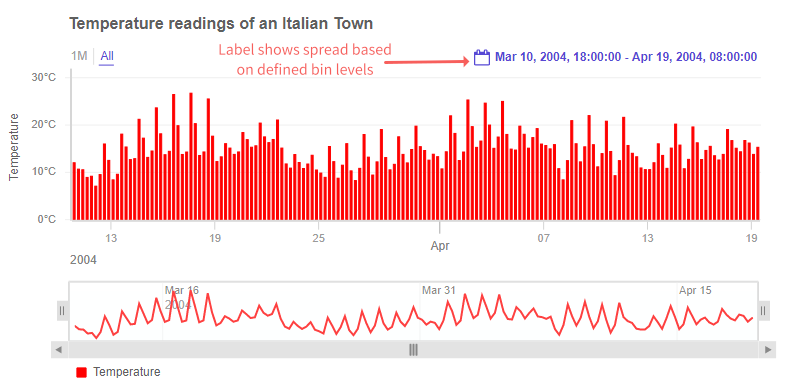 Temperature readings of an Italian Town
1M All
Label shows spread based
on defined bin levels
Mar 10, 2004, 18:00:00 - Apr 19, 2004, 08:00:00
Temperature
30°C
20°C
10°C
0°C
13 19 25 Apr 07 13 19
2004
Mar 16 Mar 31 Apr 15
2004
Temperature